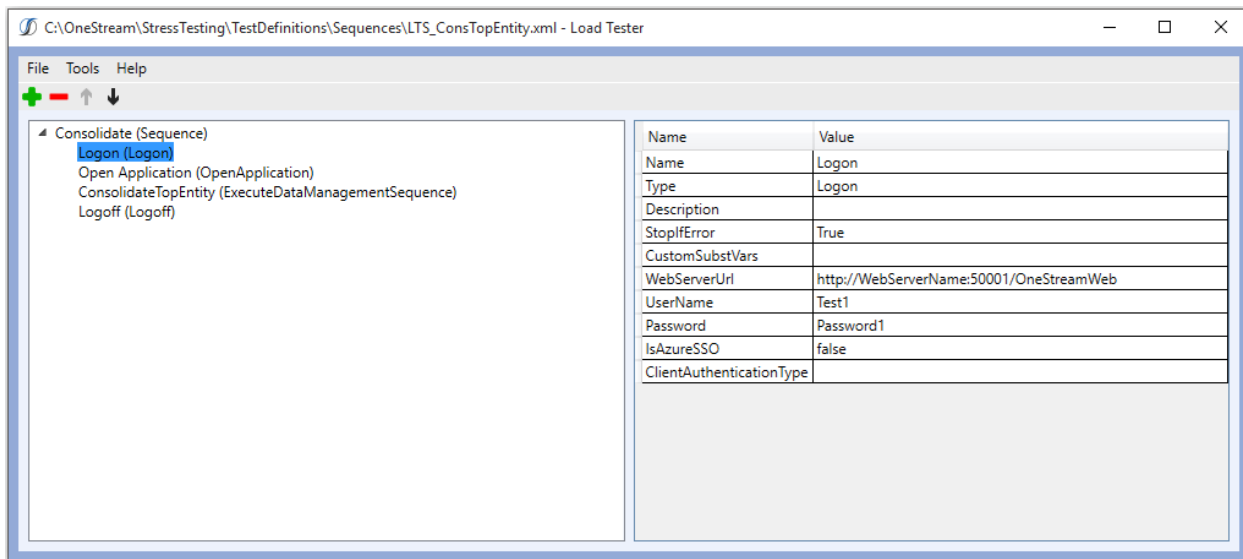 C:\OneStream\StressTesting\TestDefinitions\Sequences\LTS_ConsTopEntity.xml - Load Tester
File Tools Help
Consolidate (Sequence)
Logon (Logon)
Open Application (OpenApplication)
ConsolidateTopEntity (ExecuteDataManagementSequence)
Logoff (Logoff)
Name Value
Name Logon
Type Logon
Description
StopIfError True
CustomSubstVars
WebServerUrl http://WebServerName:50001/OneStreamWeb
UserName Test1
Password Password1
IsAzureSSO false
ClientAuthenticationType